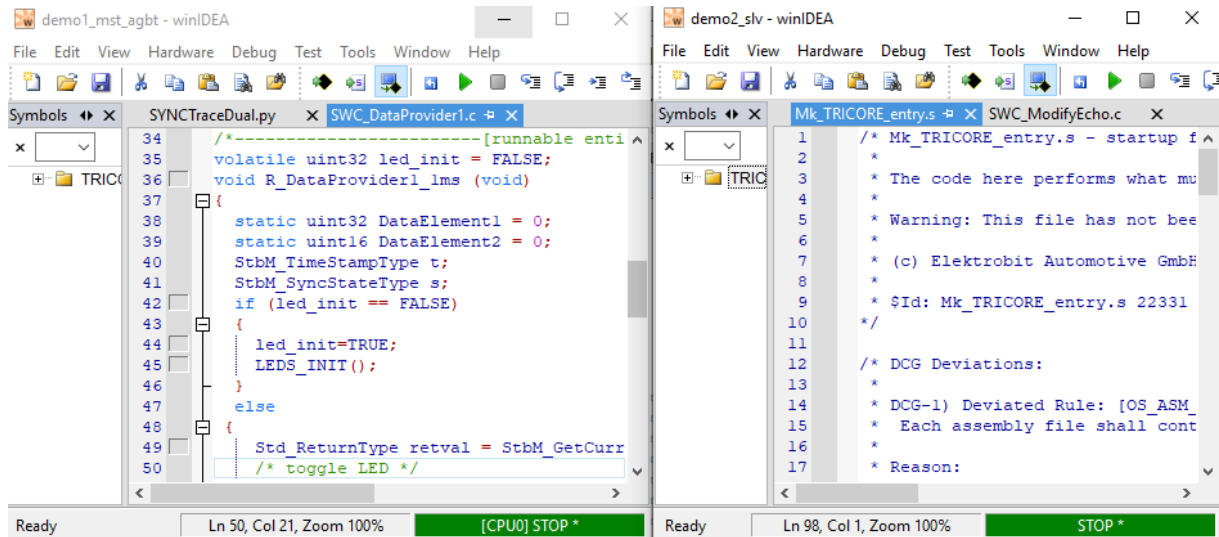 demo1_mst_agbt - winIDEA
File Edit View Hardware Debug Test Tools Window Help
Symbols
SYNCTraceDual.py
SWC_DataProvider1.c
TRIC
34 /*-------------------------[runnable enti
35 volatile uint32 led_init = FALSE;
36 void R_DataProvider1_1ms (void)
37 {
38 static uint32 DataElement1 = 0;
39 static uint16 DataElement2 = 0;
40 StbM_TimeStampType t;
41 StbM_SyncStateType s;
42 if (led_init == FALSE)
43 {
44 led_init=TRUE;
45 LEDS_INIT();
46 }
47 else
48 {
49 Std_ReturnType retval = StbM_GetCurr
50 /* toggle LED */
Ready
Ln 50, Col 21, Zoom 100%
[CPU0] STOP *
demo2_slv - winIDEA
File Edit View Hardware Debug Test Tools Window Help
Symbols
Mk_TRICORE_entry.s
SWC_ModifyEcho.c
TRIC
1 /* Mk_TRICORE_entry.s - startup f
2 *
3 * The code here performs what mu
4 *
5 * Warning: This file has not bee
6 *
7 * (c) Elektrobit Automotive GmbH
8 *
9 * $Id: Mk_TRICORE_entry.s 22331
10 */
11
12 /* DCG Deviations:
13 *
14 * DCG-1) Deviated Rule: [OS_ASM_
15 * Each assembly file shall cont
16 *
17 * Reason:
Ready
Ln 98, Col 1, Zoom 100%
STOP *